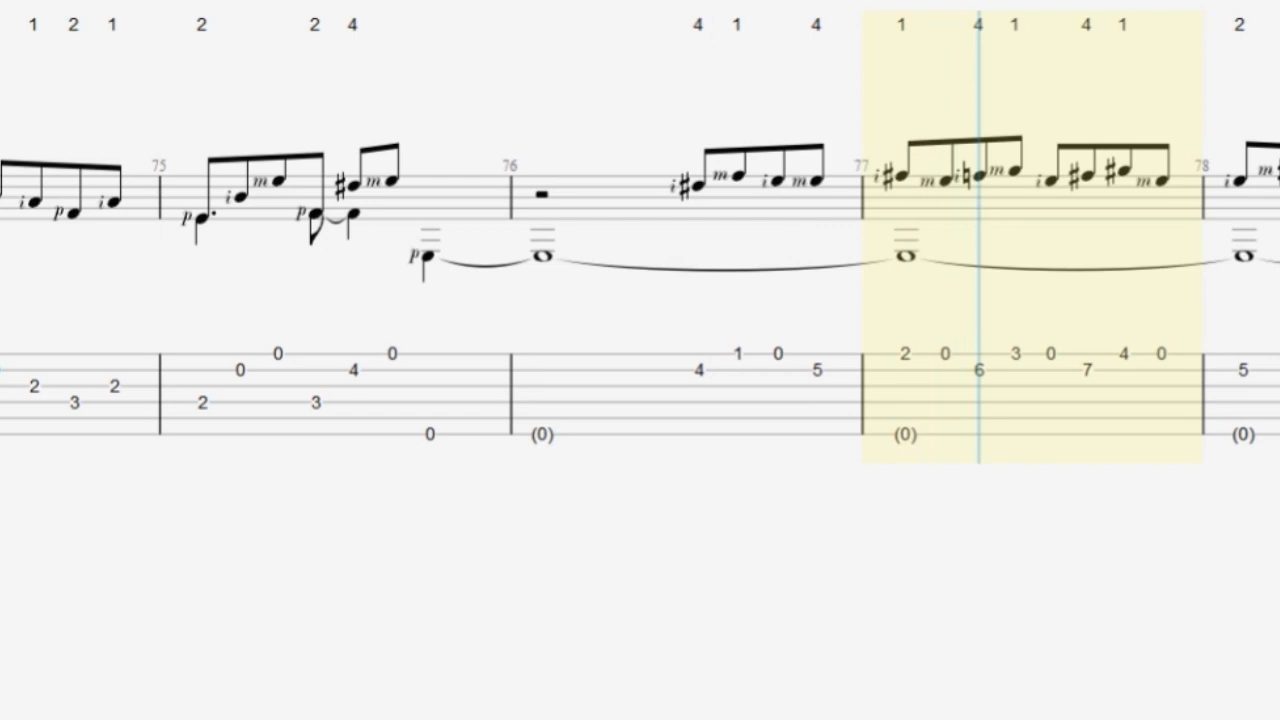 1 2 1 2 2 4 4 1 4 1 4 1 4 1 2
75 76 77 78
i p i p i m p m p i m i m i m i m i m i m
0 0 1 0 2 0 3 0 4 0
0 4 4 5 6 7 5
2 2
3 2 3
0 (0) (0) (0)